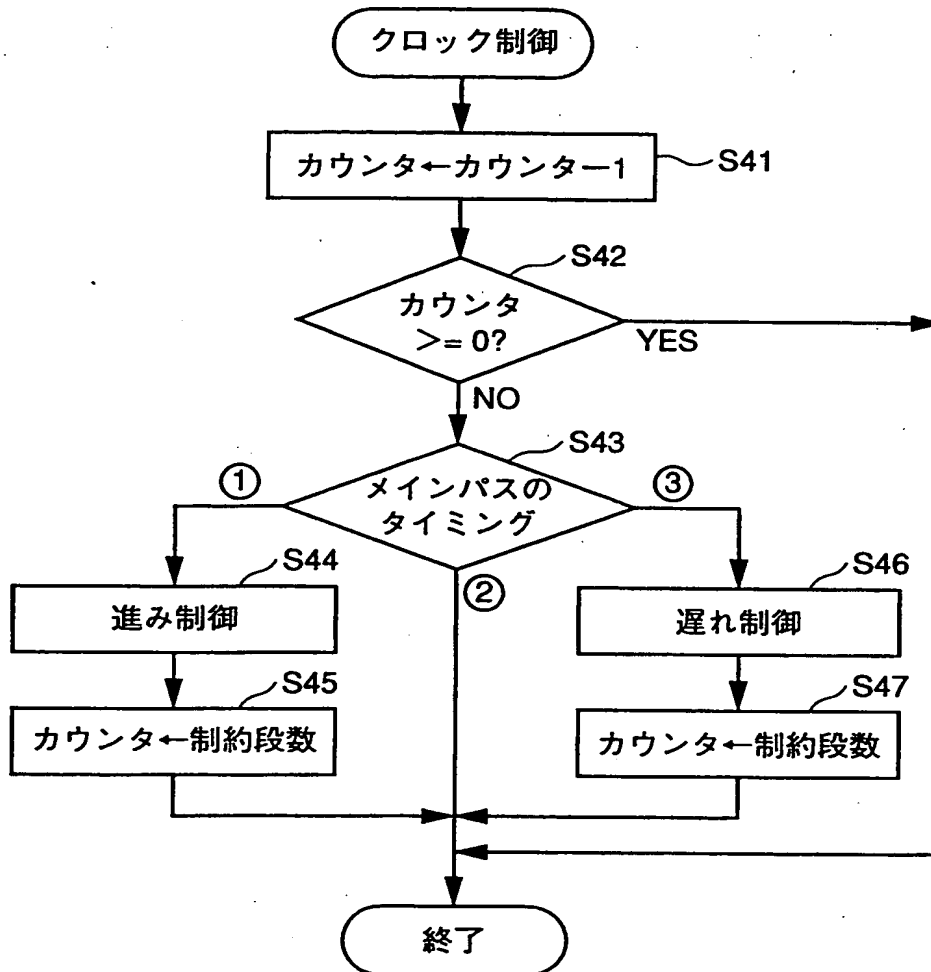 クロック制御
カウンタ←カウンター1
S41
S42
カウンタ
>= 0?
YES
NO
S43
①
メインパスの
タイミング
③
②
S44
進み制御
S46
遅れ制御
S45
カウンタ←制約段数
S47
カウンタ←制約段数
終了